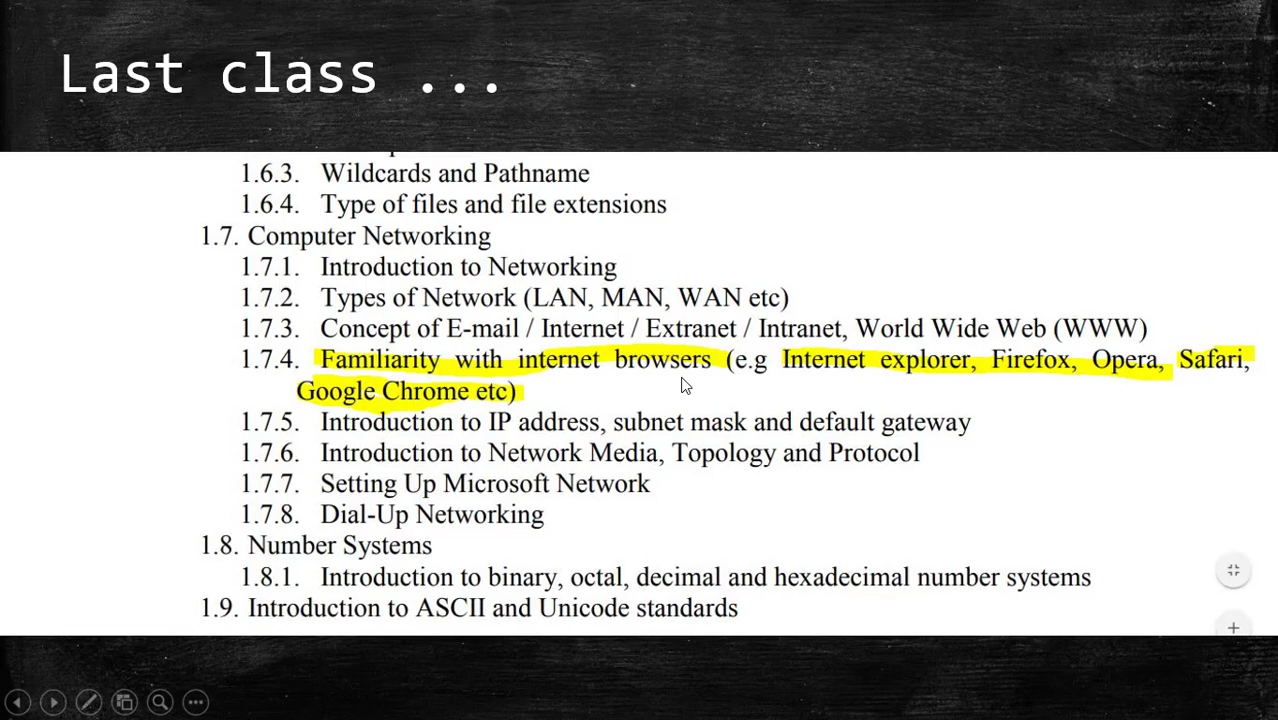 Last class ...
1.6.3. Wildcards and Pathname
1.6.4. Type of files and file extensions
1.7. Computer Networking
1.7.1. Introduction to Networking
1.7.2. Types of Network (LAN, MAN, WAN etc)
1.7.3. Concept of E-mail / Internet / Extranet / Intranet, World Wide Web (WWW)
1.7.4. Familiarity with internet browsers (e.g Internet explorer, Firefox, Opera, Safari,
Google Chrome etc)
1.7.5. Introduction to IP address, subnet mask and default gateway
1.7.6. Introduction to Network Media, Topology and Protocol
1.7.7. Setting Up Microsoft Network
1.7.8. Dial-Up Networking
1.8. Number Systems
1.8.1. Introduction to binary, octal, decimal and hexadecimal number systems
1.9. Introduction to ASCII and Unicode standards